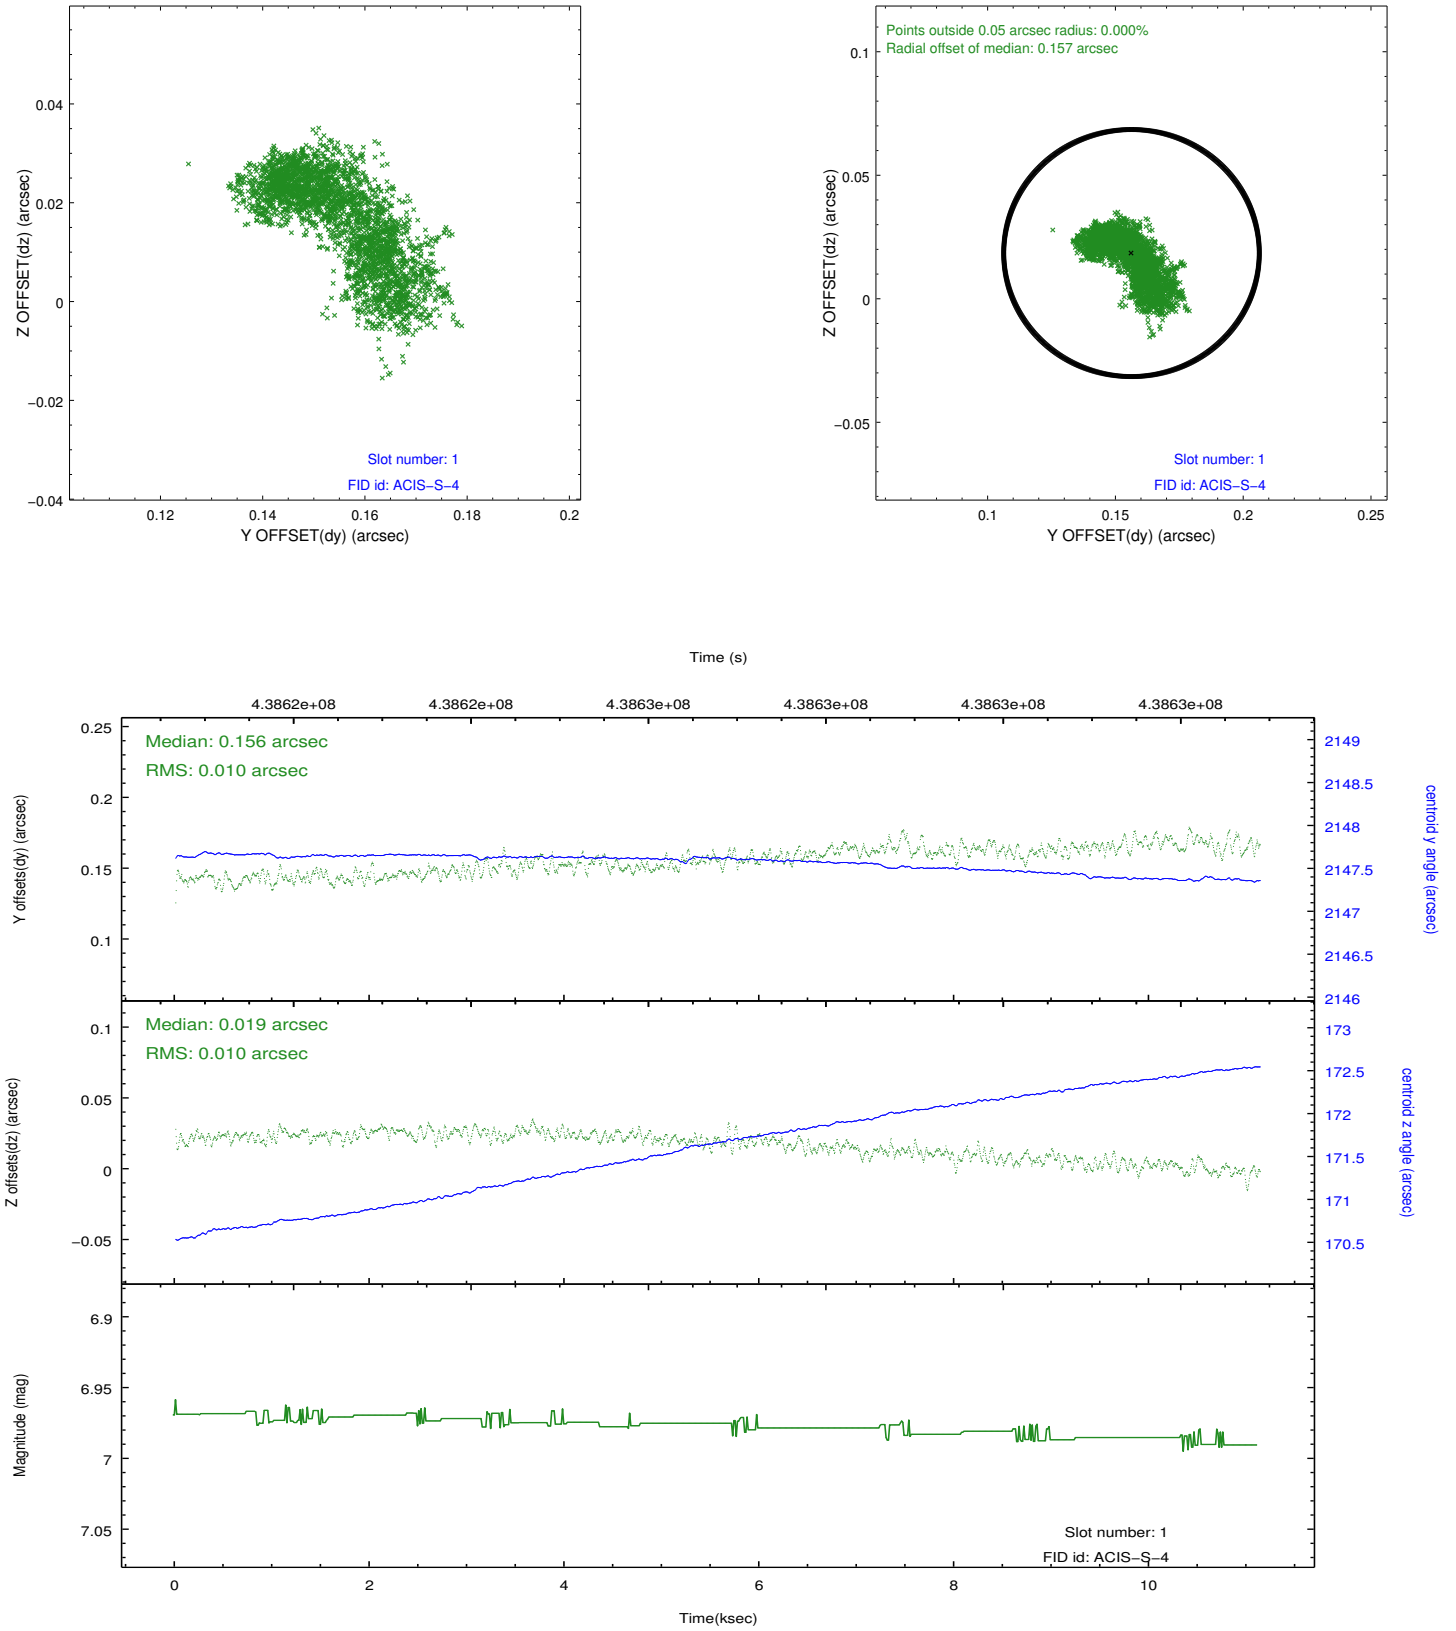 0.04
0.02
0
−0.02
−0.04
Z OFFSET(dz) (arcsec)
Slot number: 1
FID id: ACIS−S−4
0.12
0.14
0.16
0.18
0.2
Y OFFSET(dy) (arcsec)
Points outside 0.05 arcsec radius: 0.000%
Radial offset of median: 0.157 arcsec
0.1
0.05
0
−0.05
Z OFFSET(dz) (arcsec)
Slot number: 1
FID id: ACIS−S−4
0.1
0.15
0.2
0.25
Y OFFSET(dy) (arcsec)
Time (s)
4.3862e+08
4.3862e+08
4.3863e+08
4.3863e+08
4.3863e+08
4.3863e+08
Median: 0.156 arcsec
RMS: 0.010 arcsec
0.25
0.2
0.15
0.1
Y offsets(dy) (arcsec)
2149
2148.5
2148
2147.5
2147
2146.5
2146
centroid y angle (arcsec)
Median: 0.019 arcsec
RMS: 0.010 arcsec
0.1
0.05
0
−0.05
Z offsets(dz) (arcsec)
173
172.5
172
171.5
171
170.5
centroid z angle (arcsec)
6.9
6.95
7
7.05
Magnitude (mag)
Slot number: 1
FID id: ACIS−S−4
0
2
4
6
8
10
Time(ksec)